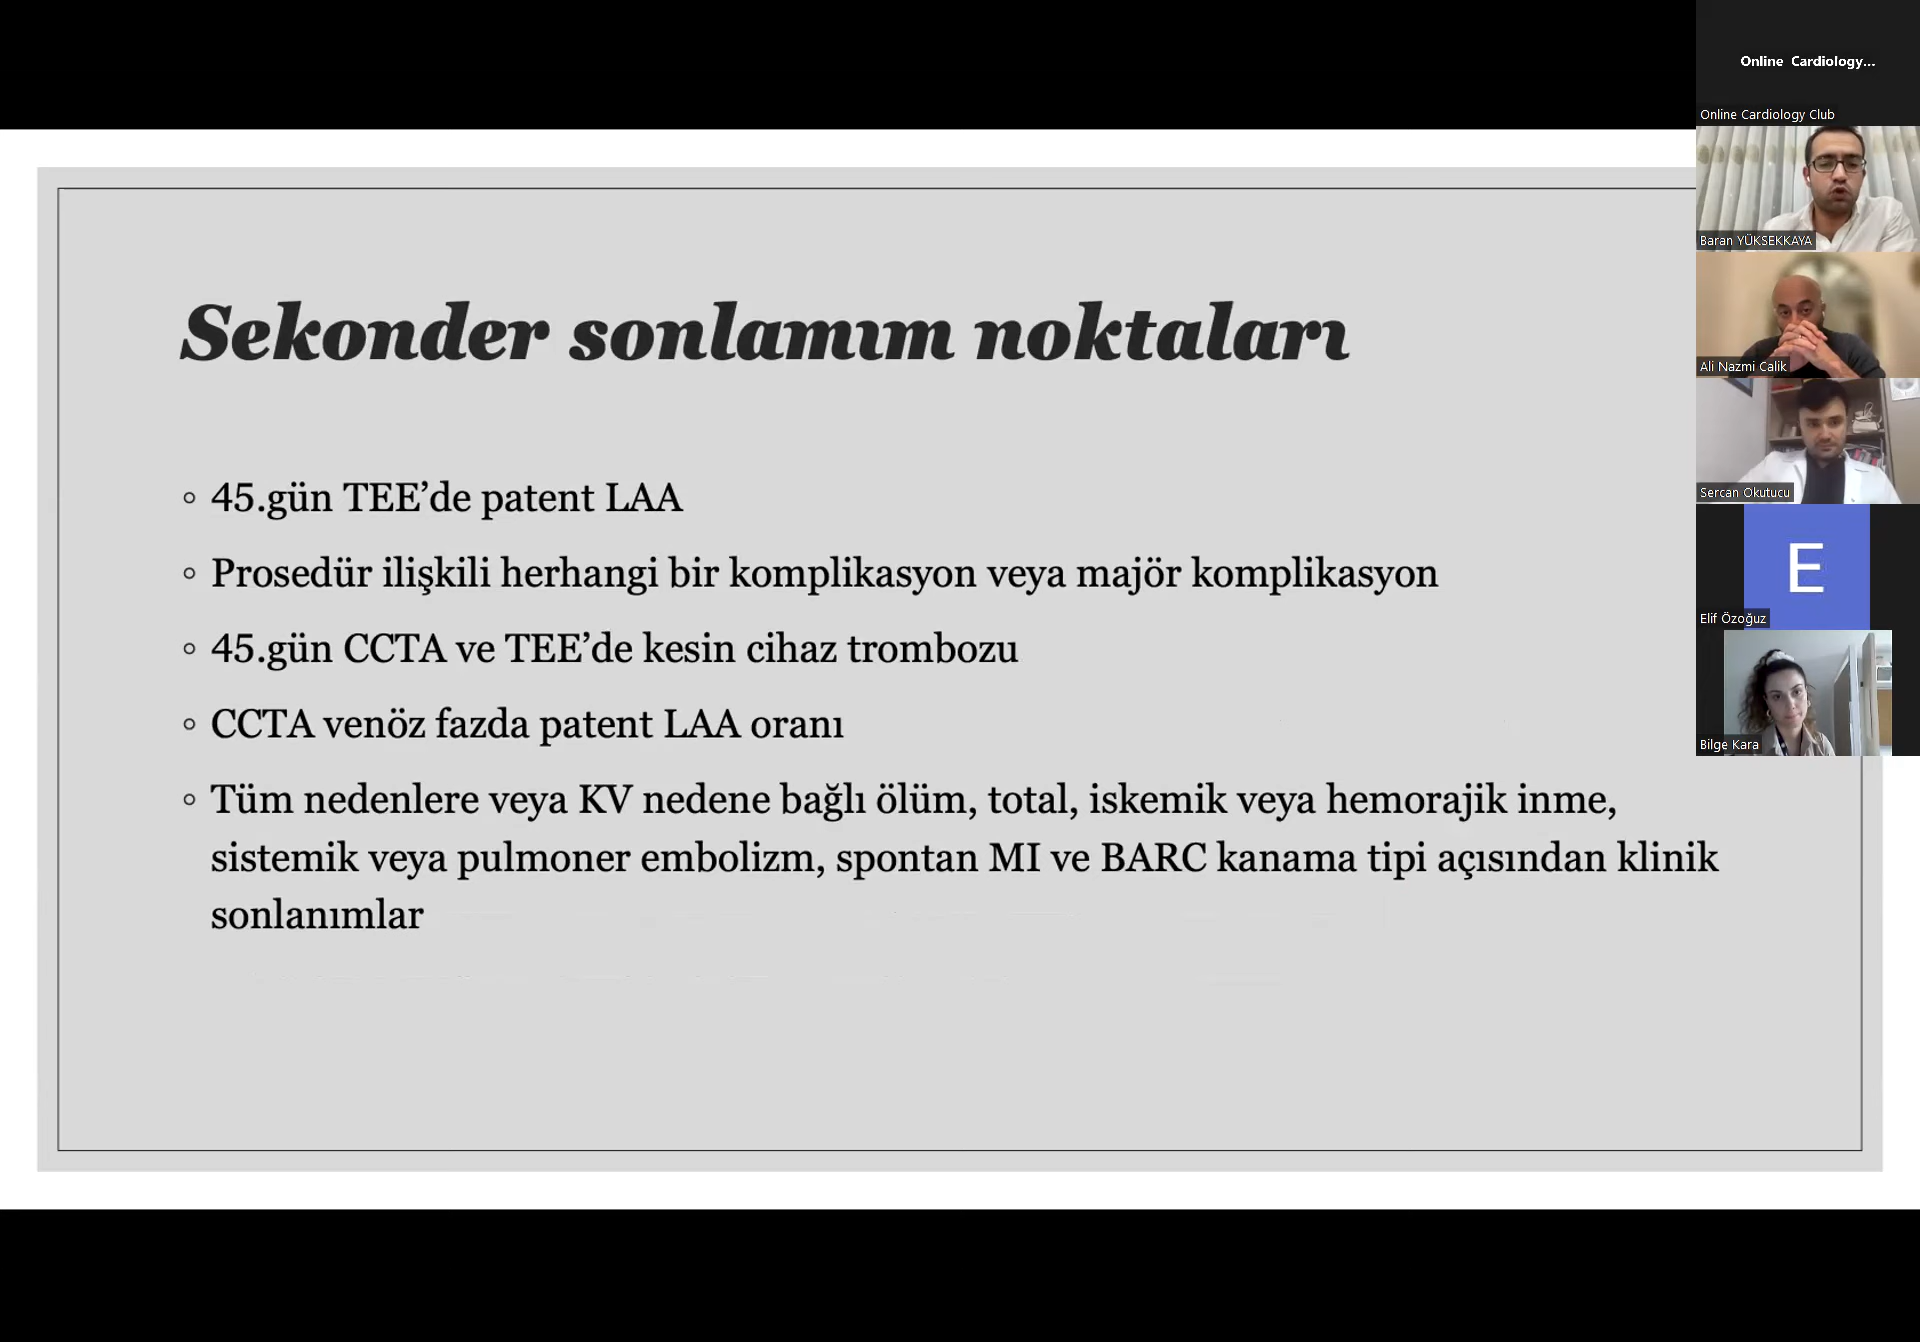 Online Cardiology...
Online Cardiology Club
Baran YÜKSEKKAYA
Ali Nazmi Calik
Sercan Okutucu
E
Elif Özoğuz
Bilge Kara
Sekonder sonlamım noktaları
◦ 45.gün TEE’de patent LAA
◦ Prosedür ilişkili herhangi bir komplikasyon veya majör komplikasyon
◦ 45.gün CCTA ve TEE’de kesin cihaz trombozu
◦ CCTA venöz fazda patent LAA oranı
◦ Tüm nedenlere veya KV nedene bağlı ölüm, total, iskemik veya hemorajik inme,
sistemik veya pulmoner embolizm, spontan MI ve BARC kanama tipi açısından klinik
sonlanımlar